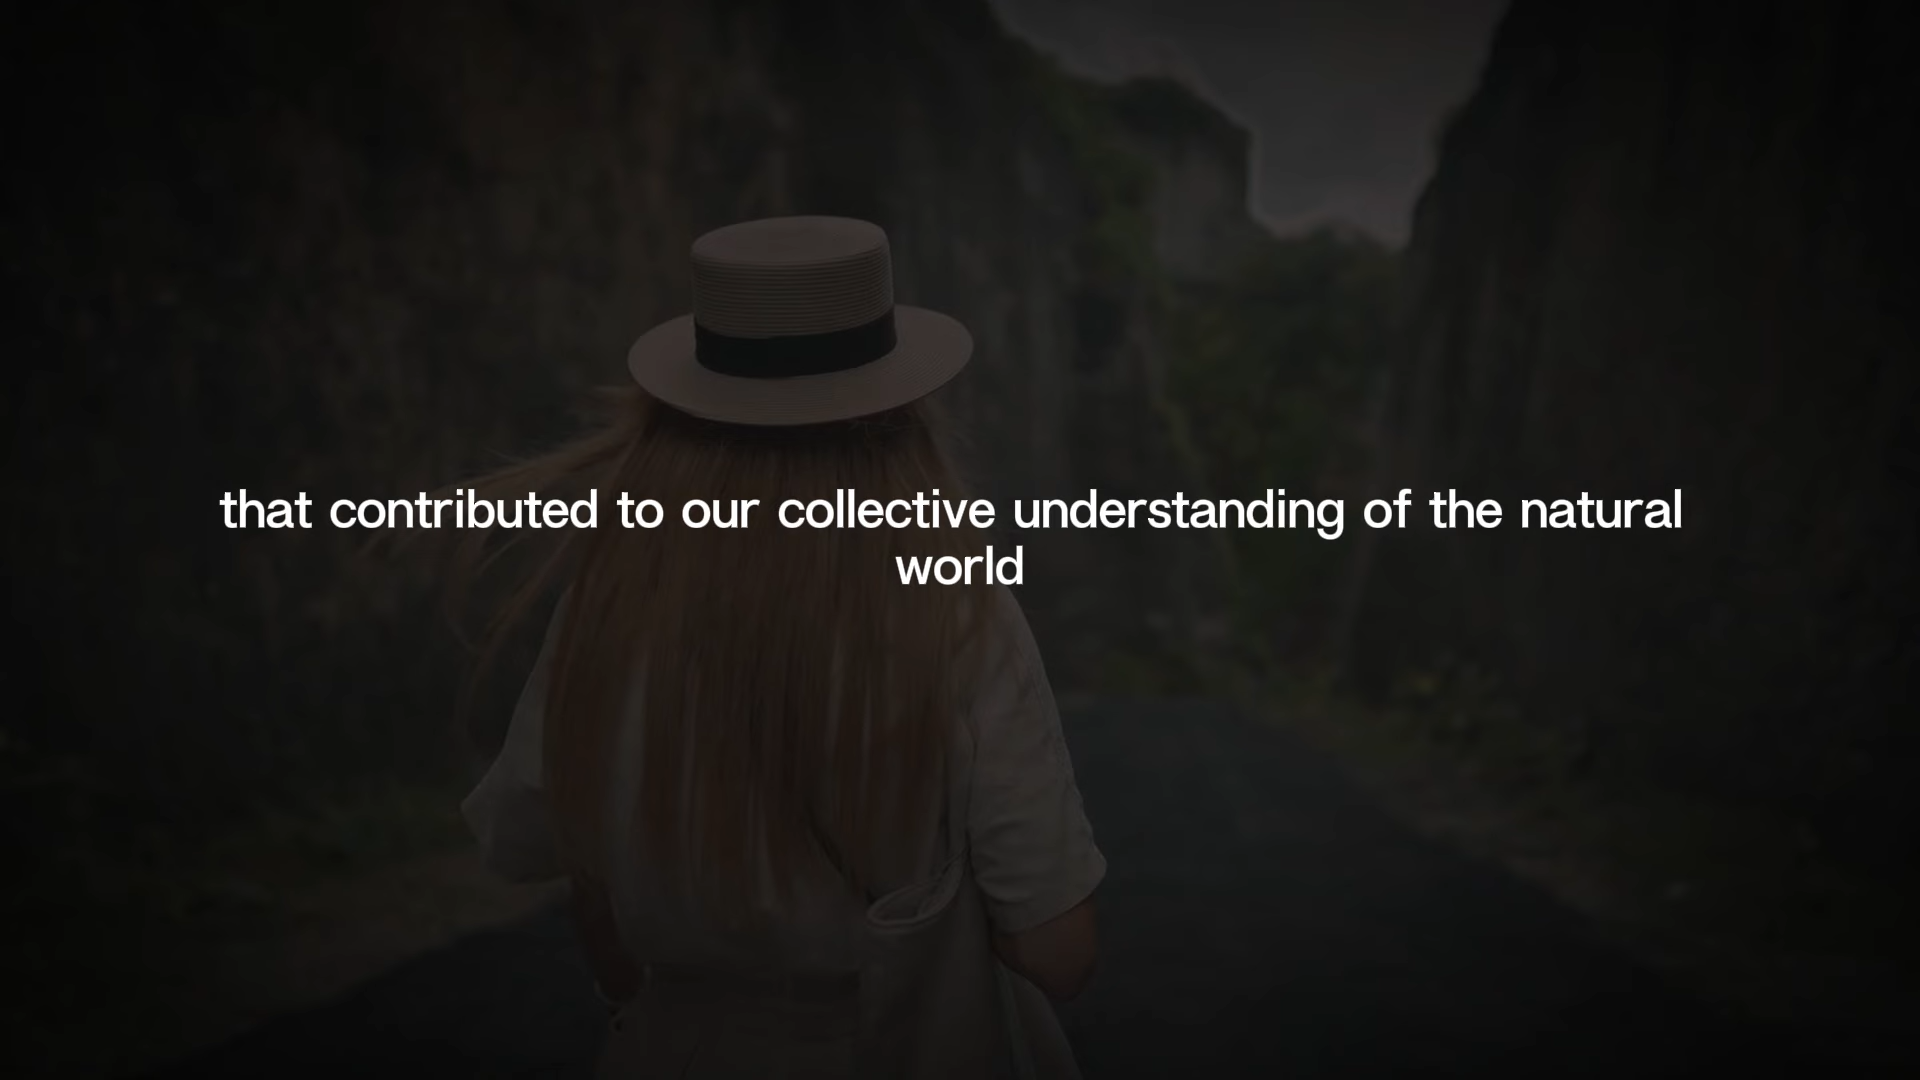 that contributed to our collective understanding of the natural
world